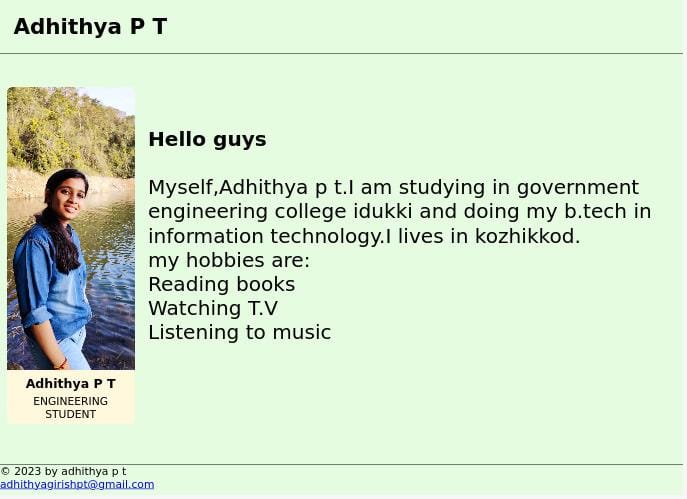 Adhithya P T
Hello guys
Myself,Adhithya p t.I am studying in government
engineering college idukki and doing my b.tech in
information technology.I lives in kozhikkod.
my hobbies are:
Reading books
Watching T.V
Listening to music
Adhithya P T
ENGINEERING
STUDENT
© 2023 by adhithya p t
adhithyagirishpt@gmail.com